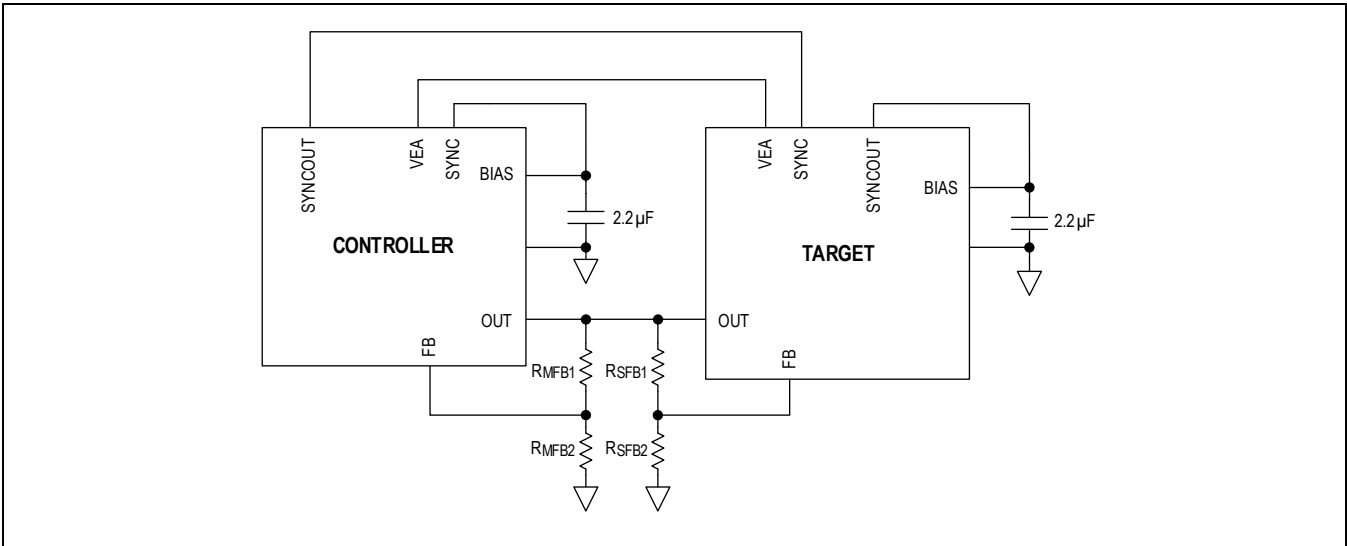 SYNCOUT
VEA
SYNC
BIAS
2.2µF
CONTROLLER
OUT
FB
VEA
SYNC
SYNCOUT
BIAS
2.2µF
TARGET
OUT
FB
RMFB1
RSFB1
RMFB2
RSFB2